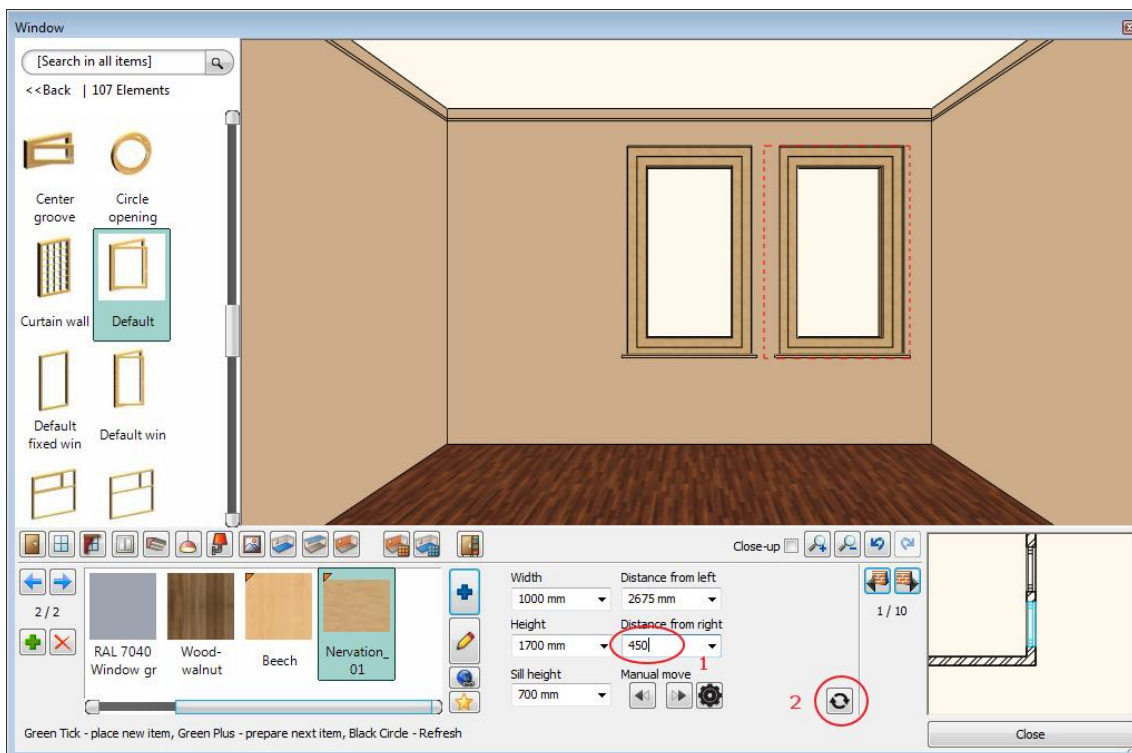 Window
[Search in all items]
<<Back | 107 Elements
Center
groove
Circle
opening
Curtain wall
Default
Default
fixed win
Default win
Close-up
2 / 2
RAL 7040
Window gr
Wood-
walnut
Beech
Nervation_
01
Width
1000 mm
Distance from left
2675 mm
Height
1700 mm
Distance from right
450
1
Sill height
700 mm
Manual move
2
1 / 10
Green Tick - place new item, Green Plus - prepare next item, Black Circle - Refresh
Close